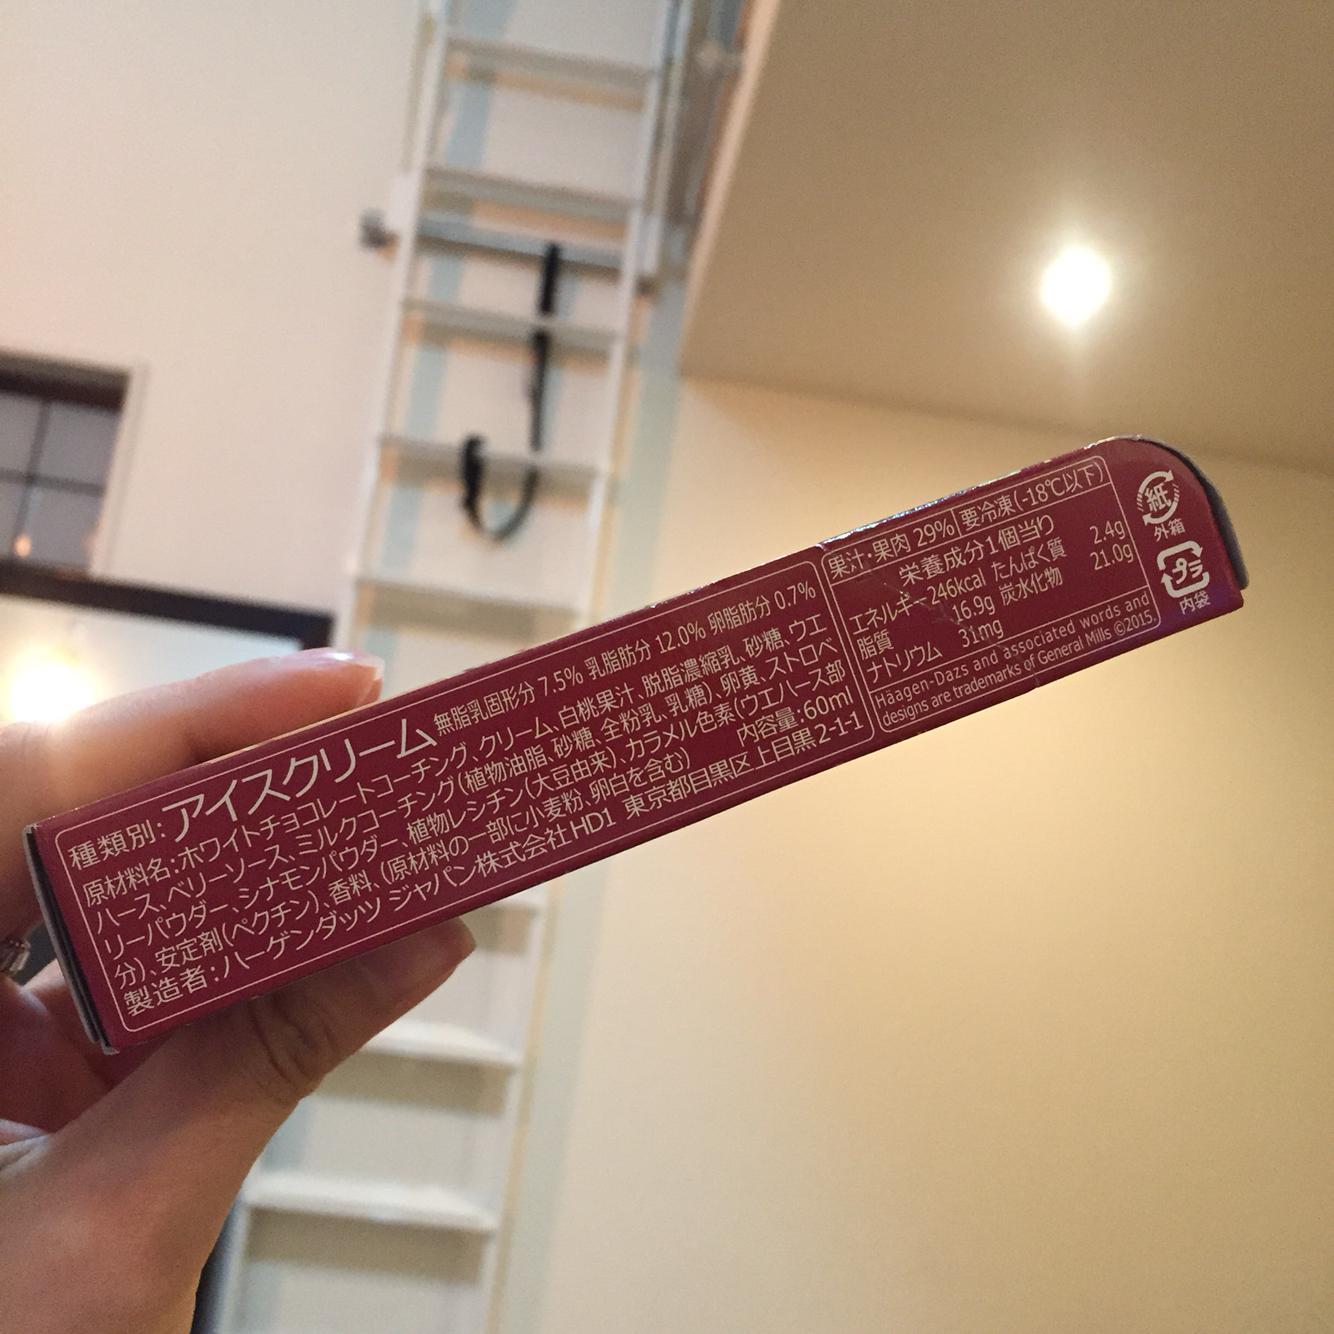 種類別:アイスクリーム 無脂乳固形分 7.5% 乳脂肪分 12.0% 卵脂肪分 0.7%
原材料名:ホワイトチョコレートコーチング、クリーム、白桃果汁、脱脂濃縮乳、砂糖、ウエ
ハース、ベリーソース、ミルクコーチング(植物油脂、砂糖、全粉乳、乳糖)、卵黄、ストロベ
リーパウダー、シナモンパウダー、植物レシチン(大豆由来)、カラメル色素(ウエハース部
分)、安定剤(ペクチン)、香料、(原材料の一部に小麦粉、卵白を含む) 内容量:60ml
製造者:ハーゲンダッツ ジャパン株式会社HD1 東京都目黒区上目黒2-1-1
果汁・果肉 29% 要冷凍(-18℃以下)
栄養成分1個当り
エネルギー 246kcal たんぱく質 2.4g
脂質 16.9g 炭水化物 21.0g
ナトリウム 31mg
Häagen-Dazs and associated words and
designs are trademarks of General Mills ©2015.
紙
外箱
プラ
内袋